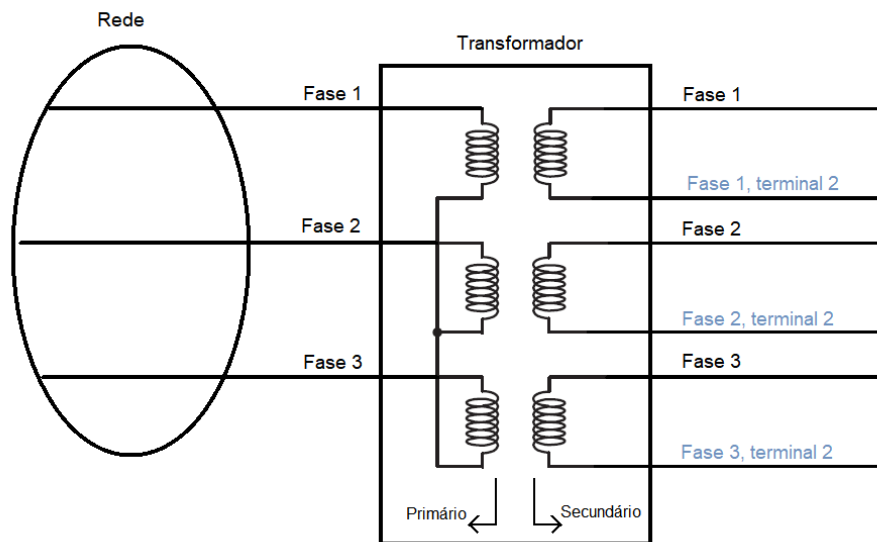 Rede
Transformador
Fase 1
Fase 1
Fase 1, terminal 2
Fase 2
Fase 2
Fase 2, terminal 2
Fase 3
Fase 3
Fase 3, terminal 2
Primário
Secundário